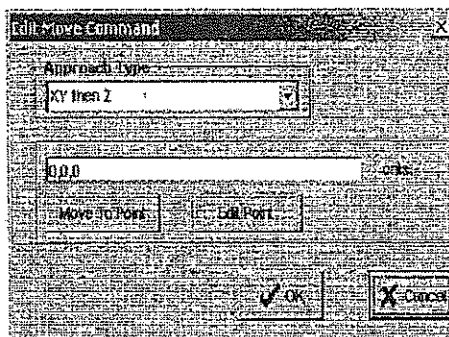 Edit Move Command
Approach Type
XY then Z
0,0,0
Move To Point Edit Point
OK Cancel